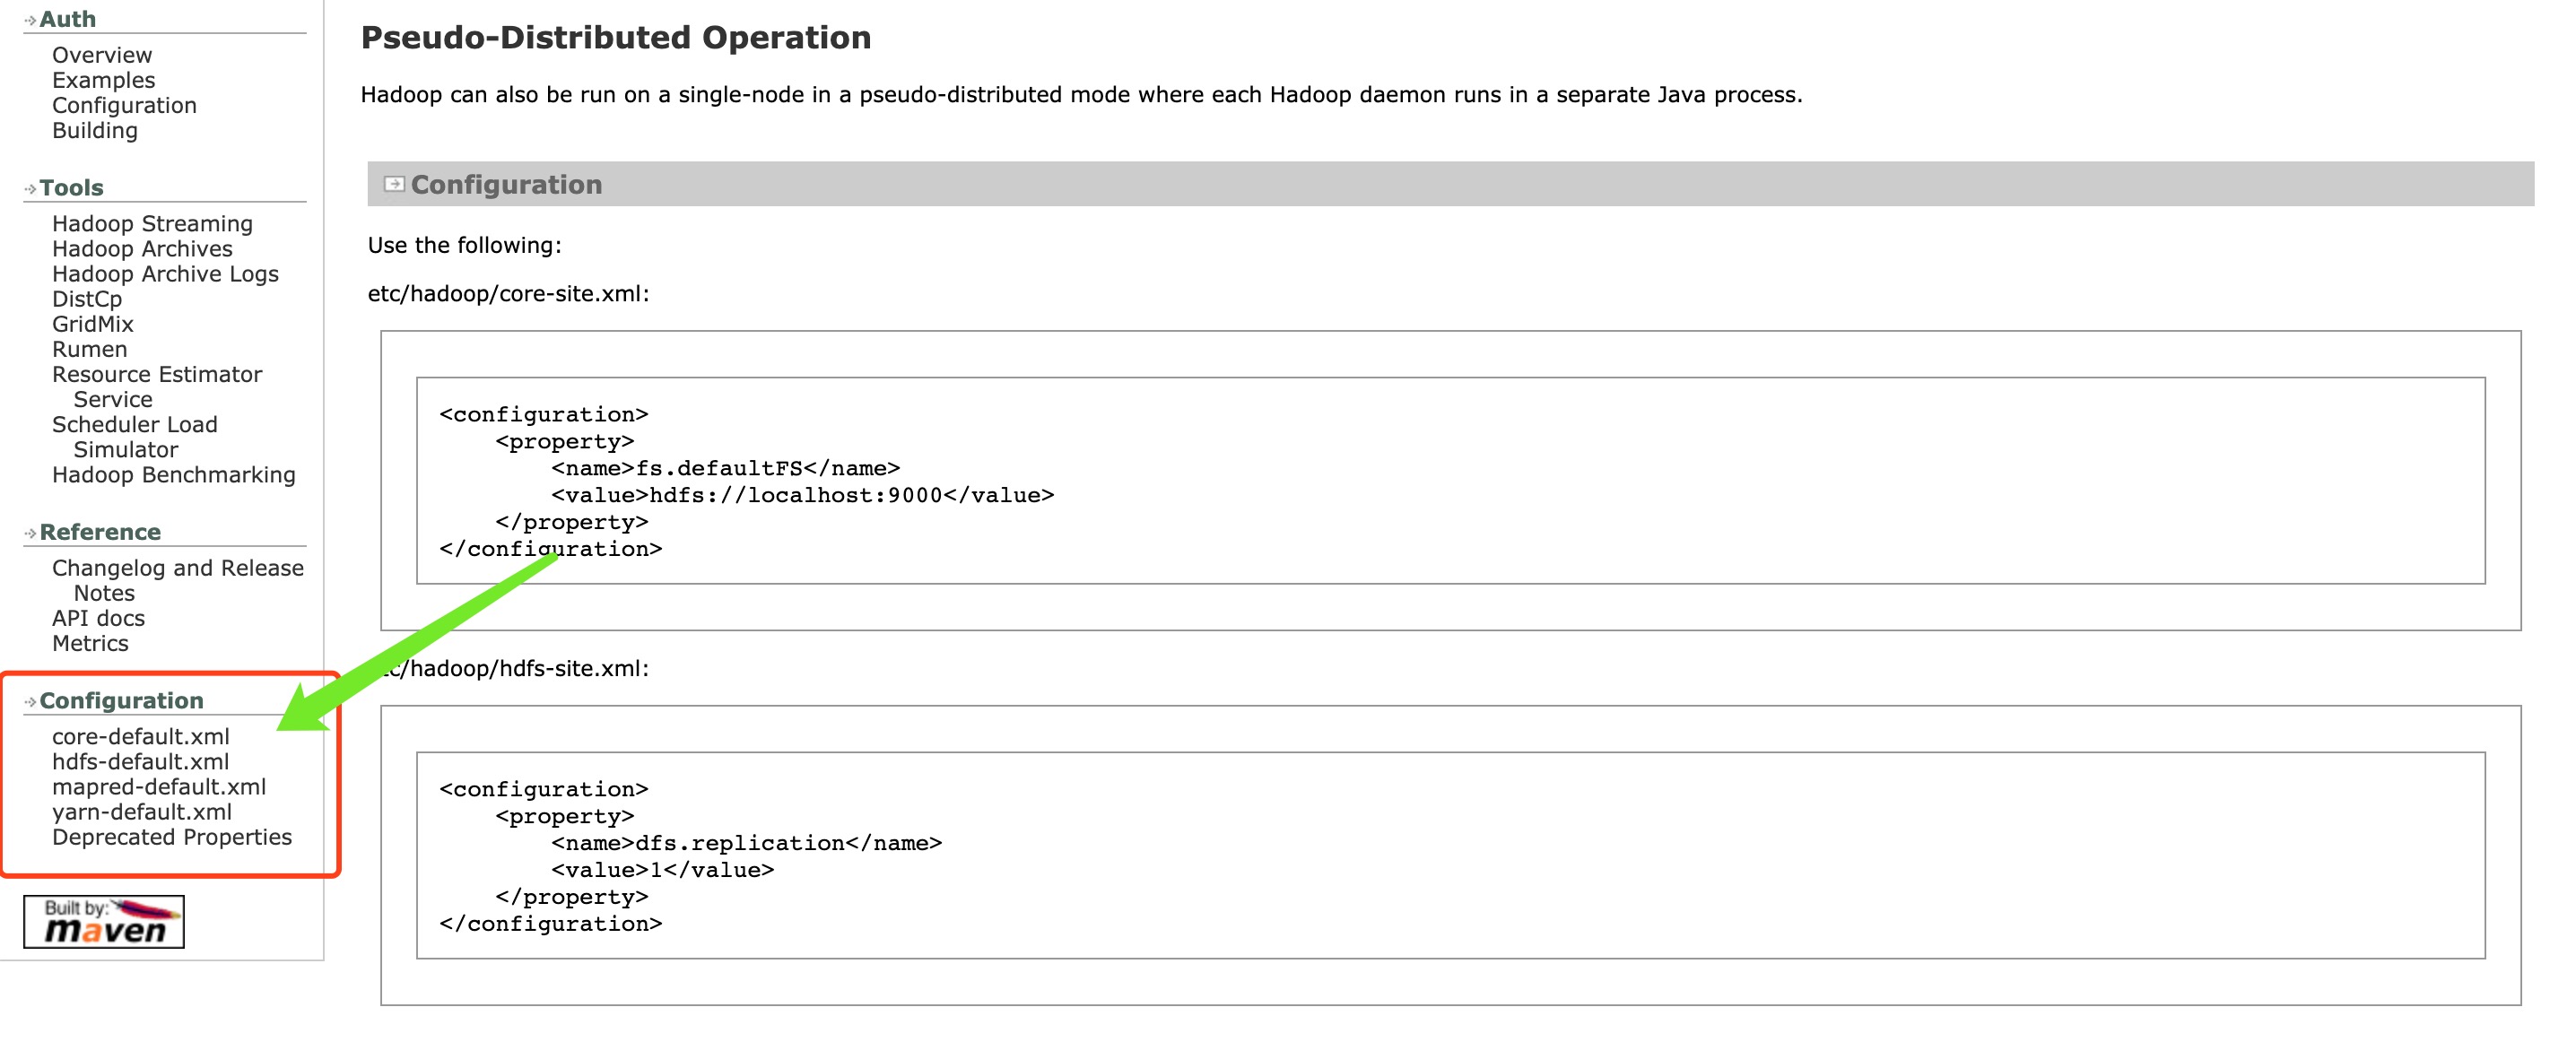 Auth
Overview
Examples
Configuration
Building
Tools
Hadoop Streaming
Hadoop Archives
Hadoop Archive Logs
DistCp
GridMix
Rumen
Resource Estimator
Service
Scheduler Load
Simulator
Hadoop Benchmarking
Reference
Changelog and Release
Notes
API docs
Metrics
Configuration
core-default.xml
hdfs-default.xml
mapred-default.xml
yarn-default.xml
Deprecated Properties
Built by:
maven
Pseudo-Distributed Operation
Hadoop can also be run on a single-node in a pseudo-distributed mode where each Hadoop daemon runs in a separate Java process.
Configuration
Use the following:
etc/hadoop/core-site.xml:
<configuration>
    <property>
        <name>fs.defaultFS</name>
        <value>hdfs://localhost:9000</value>
    </property>
</configuration>
etc/hadoop/hdfs-site.xml:
<configuration>
    <property>
        <name>dfs.replication</name>
        <value>1</value>
    </property>
</configuration>